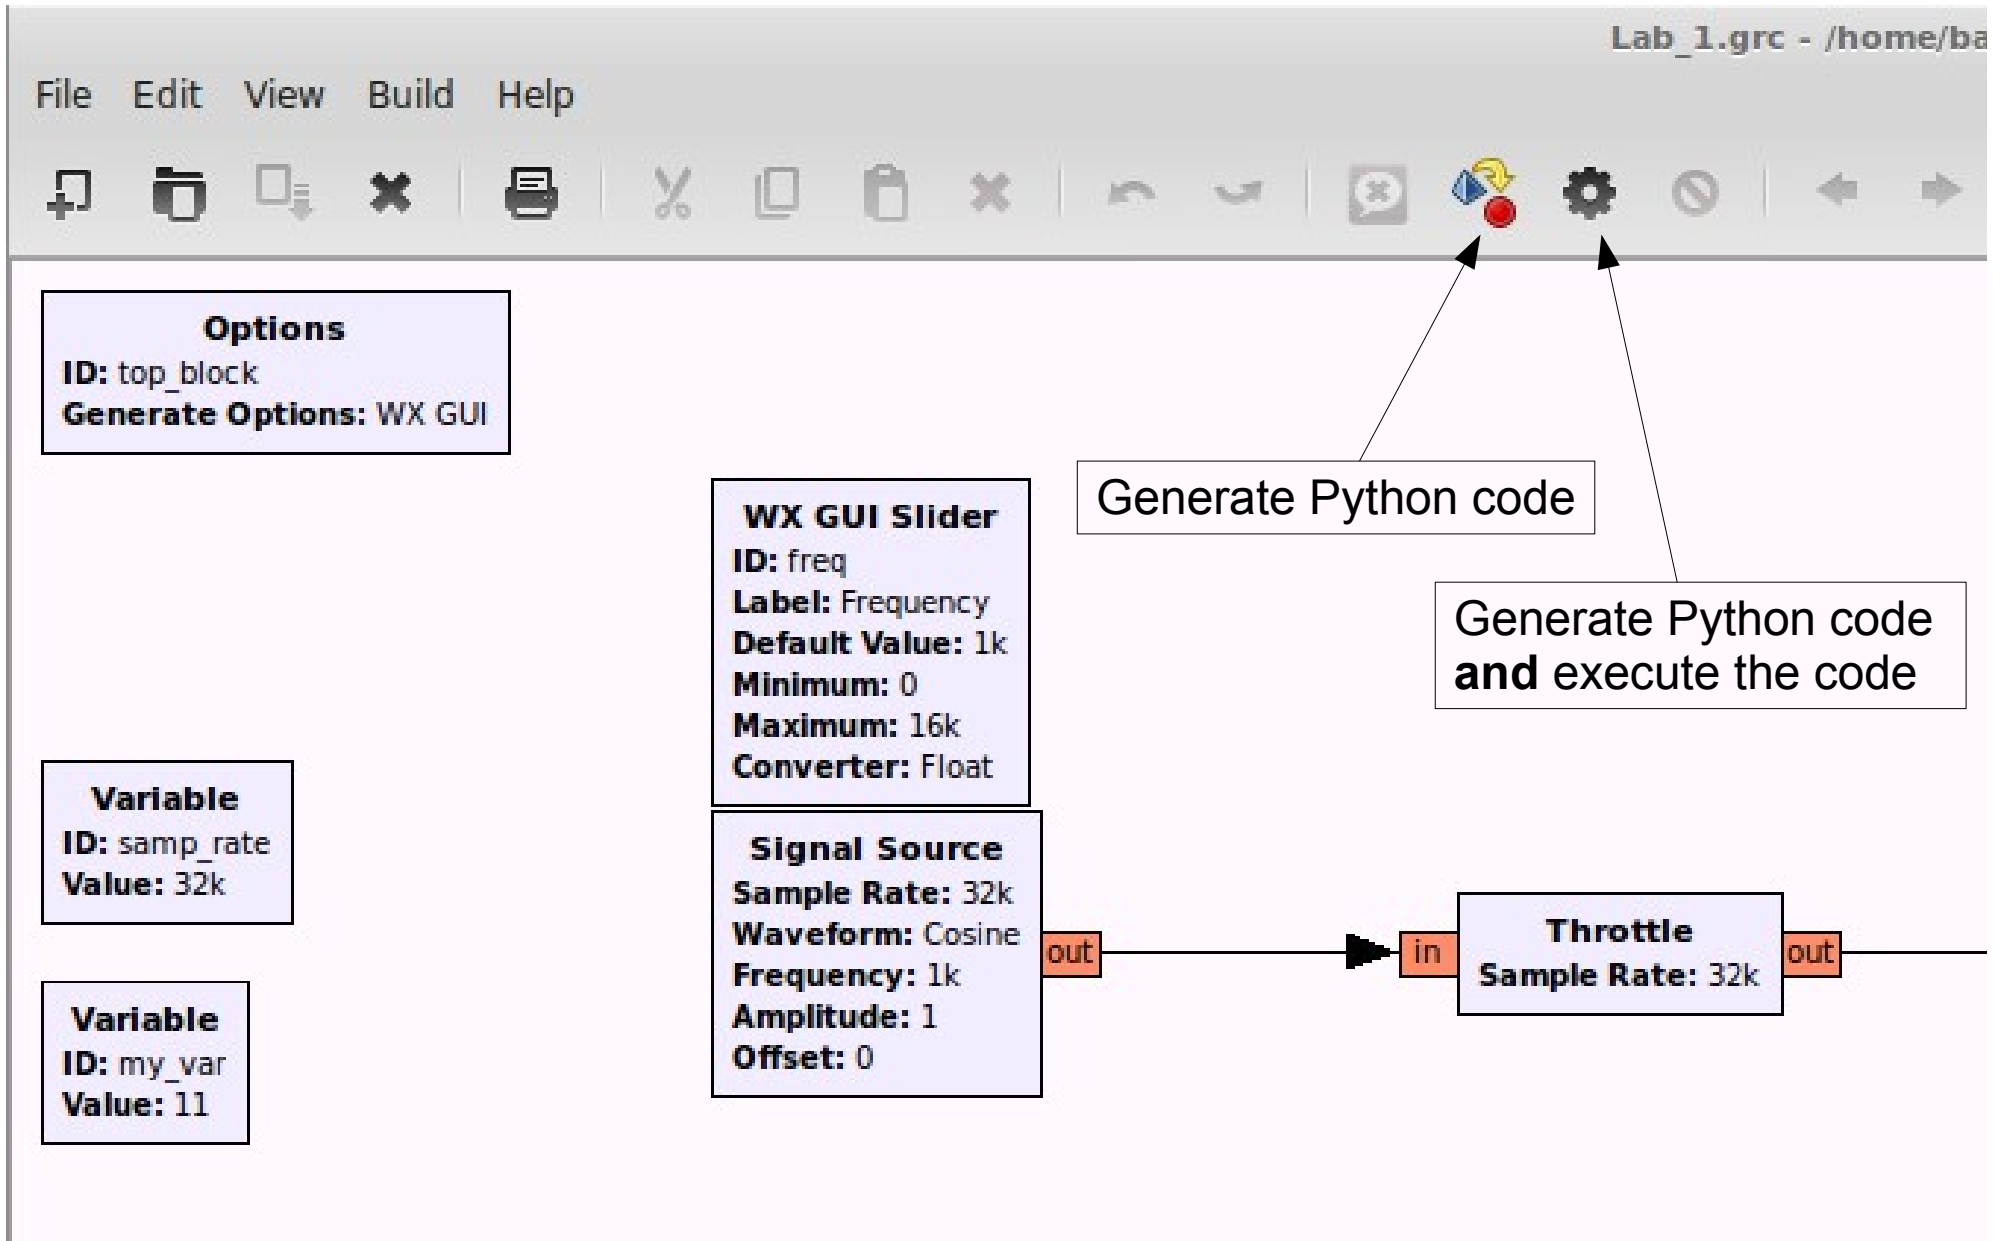 Lab_1.grc - /home/ba
File Edit View Build Help
Options
ID: top_block
Generate Options: WX GUI
WX GUI Slider
ID: freq
Label: Frequency
Default Value: 1k
Minimum: 0
Maximum: 16k
Converter: Float
Generate Python code
Generate Python code
and execute the code
Variable
ID: samp_rate
Value: 32k
Signal Source
Sample Rate: 32k
Waveform: Cosine
Frequency: 1k
Amplitude: 1
Offset: 0
out
in
Throttle
Sample Rate: 32k
out
Variable
ID: my_var
Value: 11